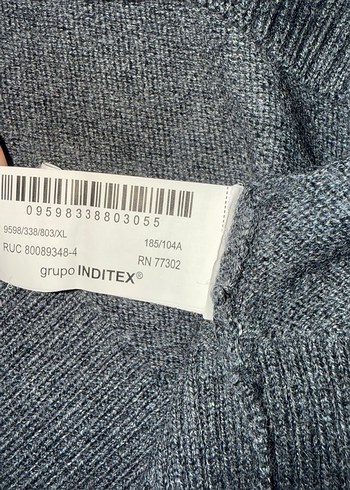 09598338803055
9598/338/803/XL 185/104A
RUC 80089348-4 RN 77302
grupo INDITEX®